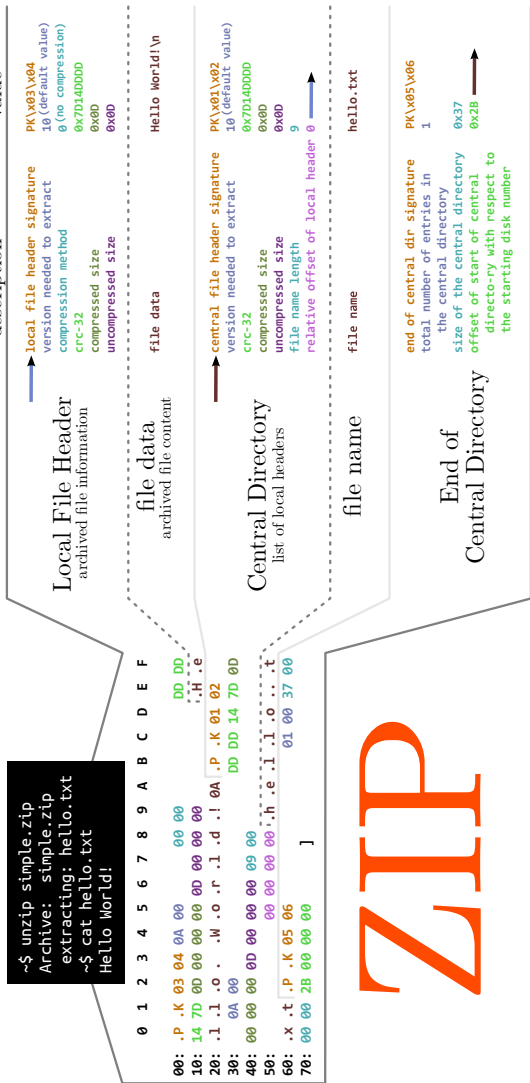 ~$ unzip simple.zip
Archive:  simple.zip
extracting: hello.txt
~$ cat hello.txt
Hello World!
0 1 2 3 4 5 6 7 8 9 A B C D E F
00: .P .K 03 04 0A 00 00 00 DD DD
10: 14 7D 0D 00 00 00 0D 00 00 00 .H .e
20: .l .l .o . .W .o .r .l .d .! 0A .P .K 01 02
30: 0A 00 DD DD 14 7D 0D
40: 00 00 00 0D 00 00 00 09 00
50: 00 00 00 00 .h .e .l .l .o .. .t
60: .x .t .P .K 05 06 01 00 37 00
70: 00 00 2B 00 00 00 ]
ZIP
Local File Header
archived file information
local file header signature PK\x03\x04
version needed to extract 10 (default value)
compression method 0 (no compression)
crc-32 0x7D14DDDD
compressed size 0x0D
uncompressed size 0x0D
file data
archived file content
file data Hello World!\n
Central Directory
list of local headers
central file header signature PK\x01\x02
version needed to extract 10 (default value)
crc-32 0x7D14DDDD
compressed size 0x0D
uncompressed size 0x0D
file name length 9
relative offset of local header 0
file name
file name hello.txt
End of
Central Directory
end of central dir signature PK\x05\x06
total number of entries in 1
the central directory
size of the central directory 0x37
offset of start of central 0x2B
directo-ry with respect to
the starting disk number